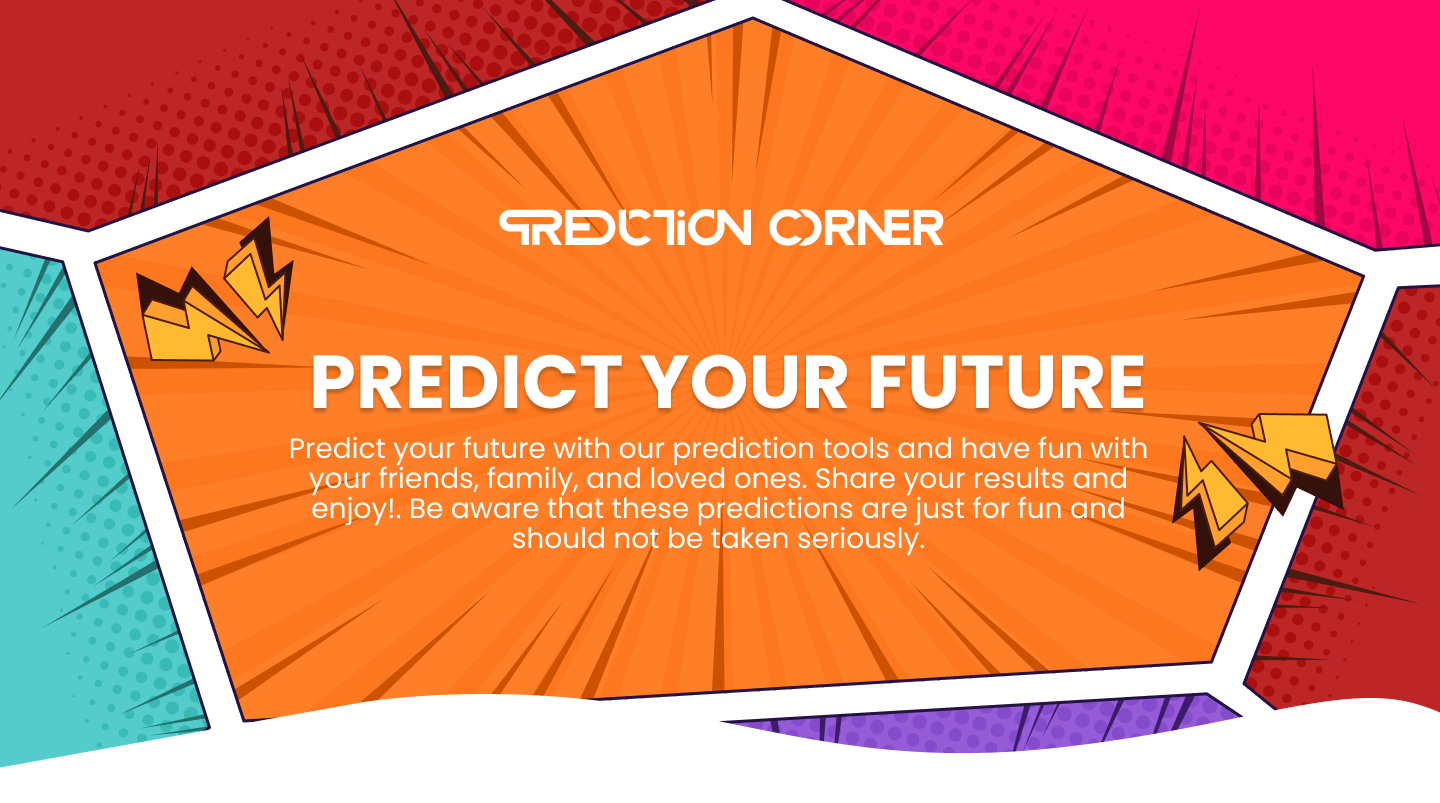 PREDICTION CORNER
PREDICT YOUR FUTURE
Predict your future with our prediction tools and have fun with
your friends, family, and loved ones. Share your results and
enjoy!. Be aware that these predictions are just for fun and
should not be taken seriously.